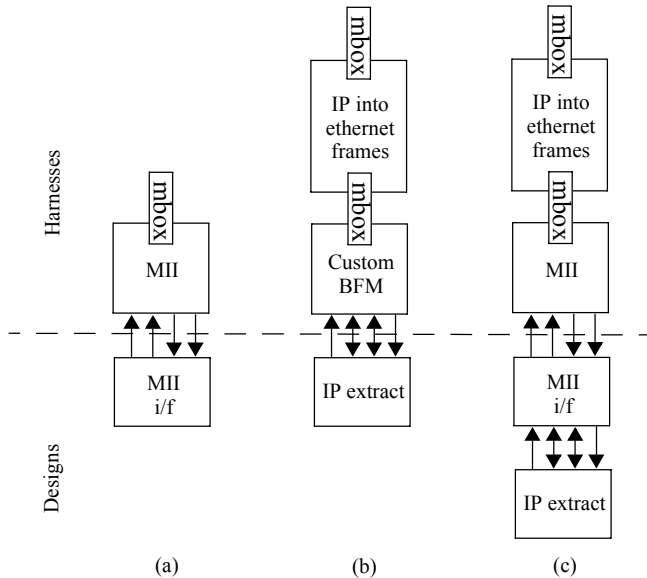 mbox
IP into
ethernet
frames
mbox
Custom
BFM
IP extract
mbox
IP into
ethernet
frames
mbox
MII
MII
i/f
IP extract
mbox
MII
MII
i/f
Harnesses
Designs
(a)
(b)
(c)